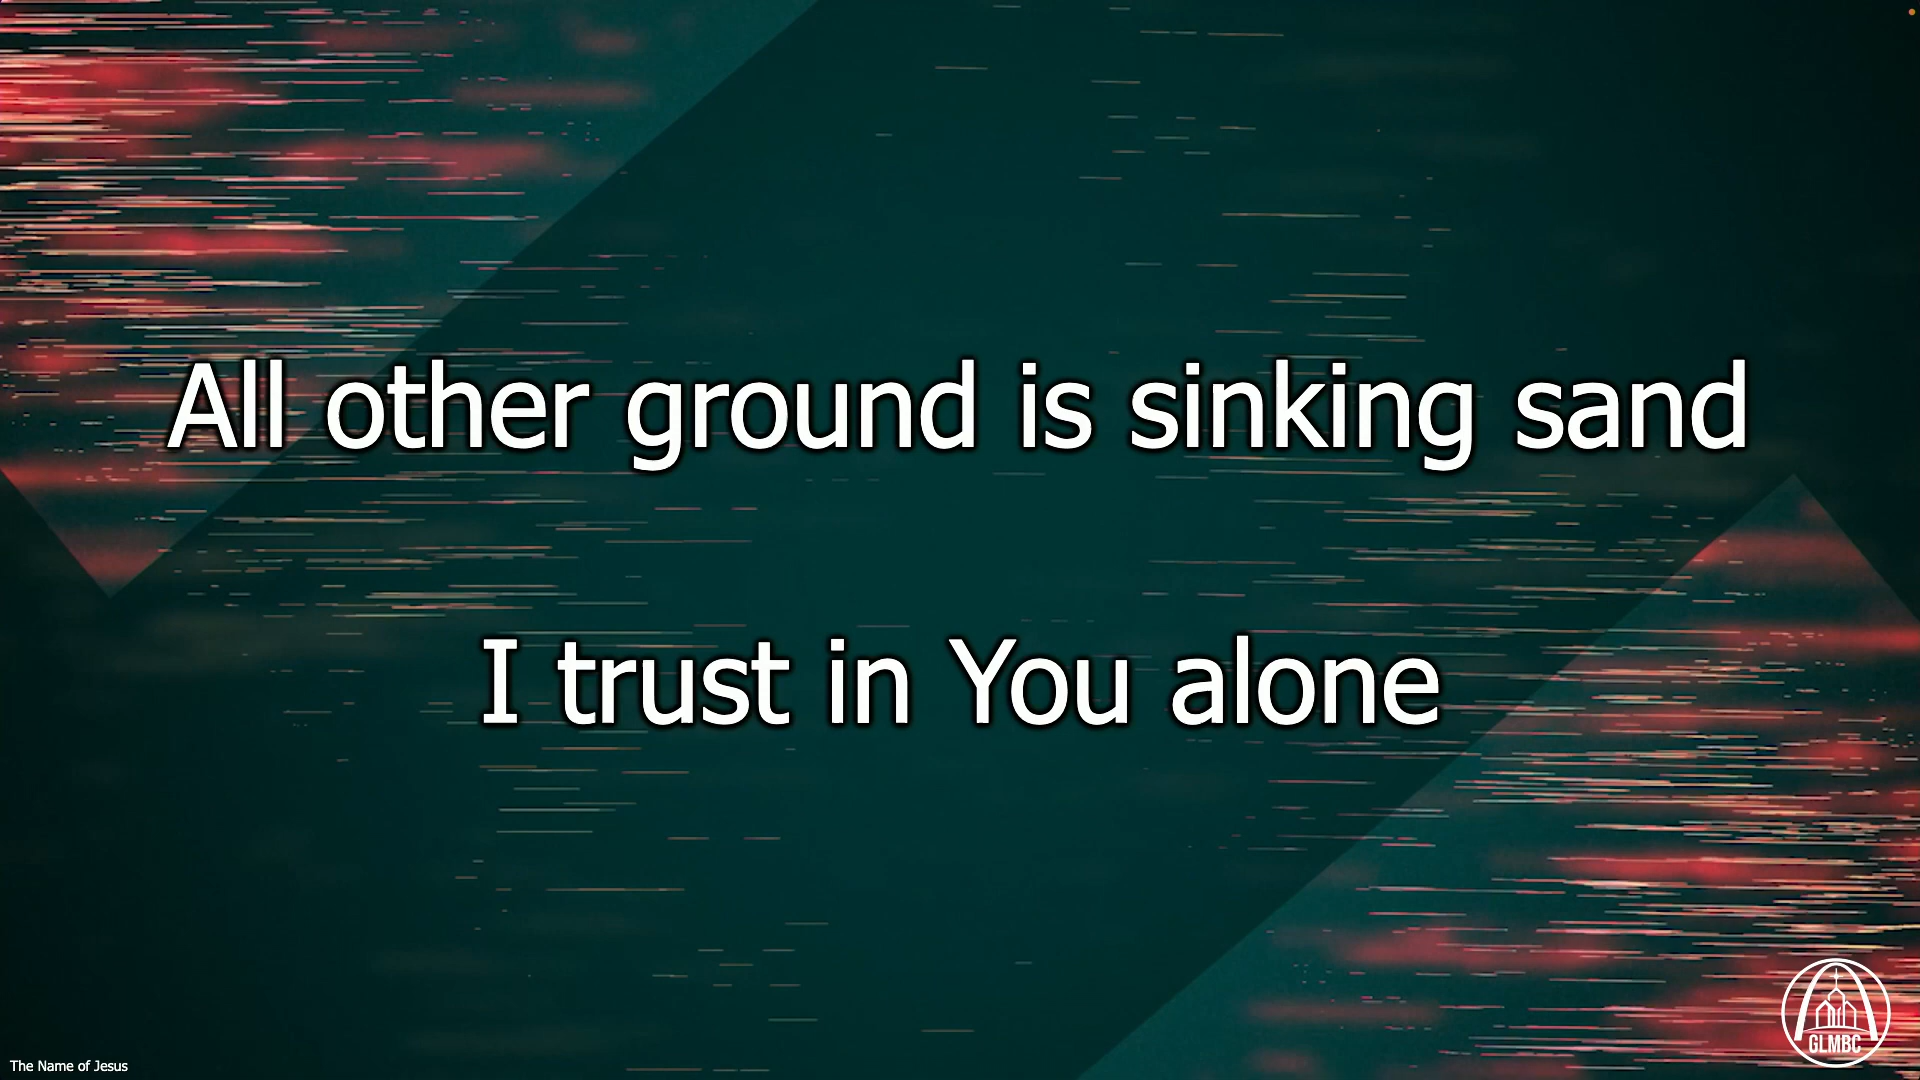 All other ground is sinking sand
I trust in You alone
The Name of Jesus
GLMBC